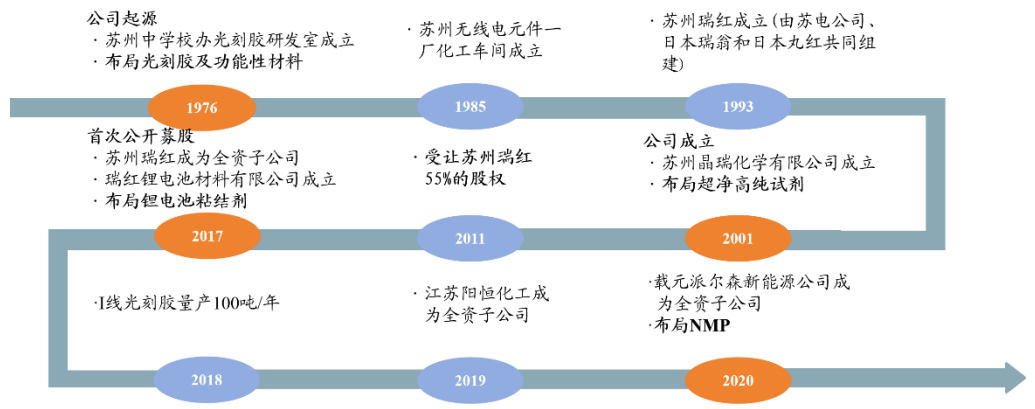 公司起源
· 苏州中学校办光刻胶研发室成立
· 布局光刻胶及功能性材料
1976
· 苏州无线电元件一
厂化工车间成立
1985
· 苏州瑞红成立(由苏电公司、
日本瑞翁和日本丸红共同组
建)
1993
公司成立
· 苏州晶瑞化学有限公司成立
· 布局超净高纯试剂
2001
· 受让苏州瑞红
55%的股权
2011
首次公开募股
· 苏州瑞红成为全资子公司
· 瑞红锂电池材料有限公司成立
· 布局锂电池粘结剂
2017
·I线光刻胶量产100吨/年
2018
· 江苏阳恒化工成
为全资子公司
2019
· 载元派尔森新能源公司成
为全资子公司
·布局NMP
2020